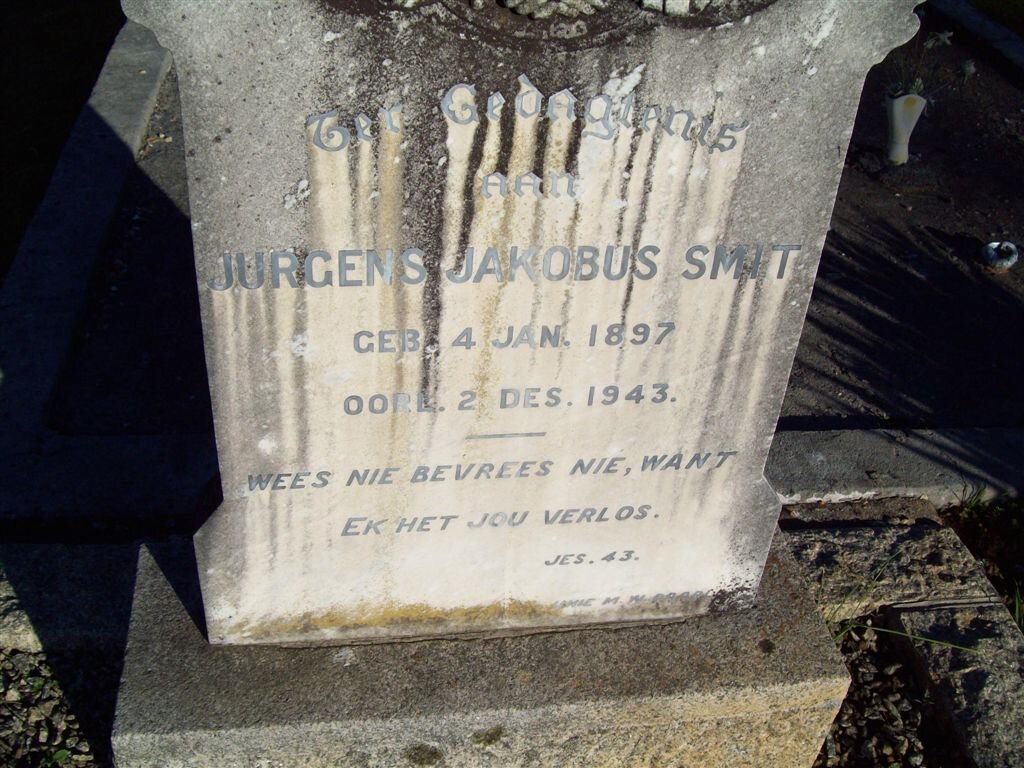 Ter Gedagtenis
aan
JURGENS JAKOBUS SMIT
GEB. 4 JAN. 1897
OORL. 2 DES. 1943.
WEES NIE BEVREES NIE, WANT
EK HET JOU VERLOS.
JES. 43.
M. W.